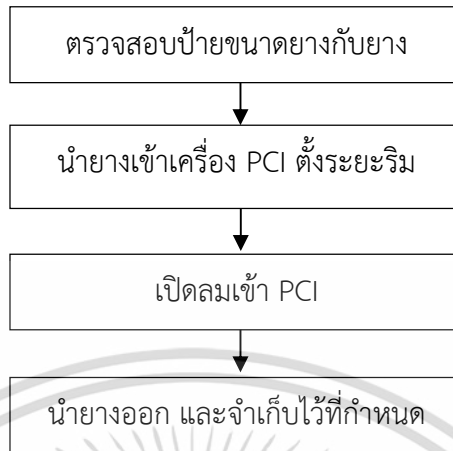 ตรวจสอบป้ายขนาดยางกับยาง
นำยางเข้าเครื่อง PCI ตั้งระยะริม
เปิดลมเข้า PCI
นำยางออก และจำเก็บไว้ที่กำหนด